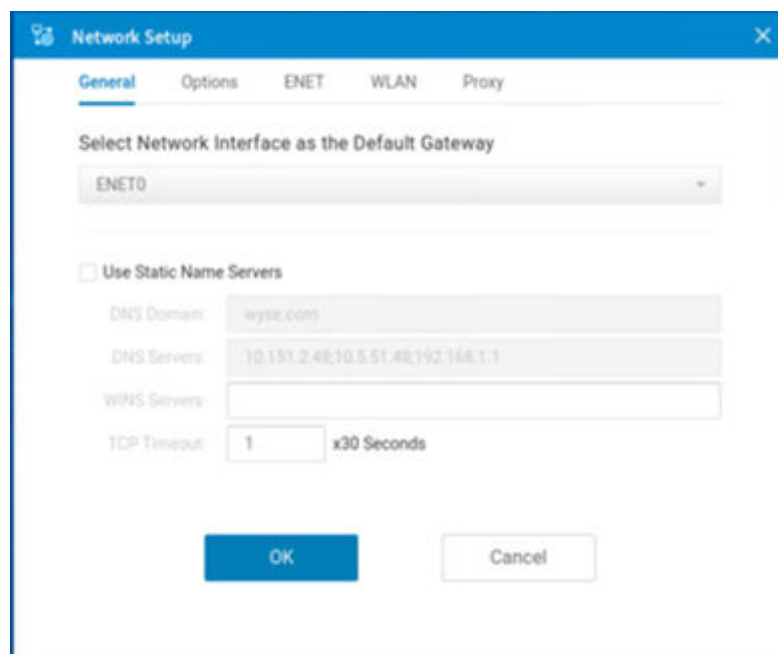 Network Setup
General Options ENET WLAN Proxy
Select Network Interface as the Default Gateway
ENET0
Use Static Name Servers
DNS Domain: wyse.com
DNS Servers: 10.151.2.48;10.5.51.48;192.168.1.1
WINS Servers:
TCP Timeout: 1 x30 Seconds
OK Cancel